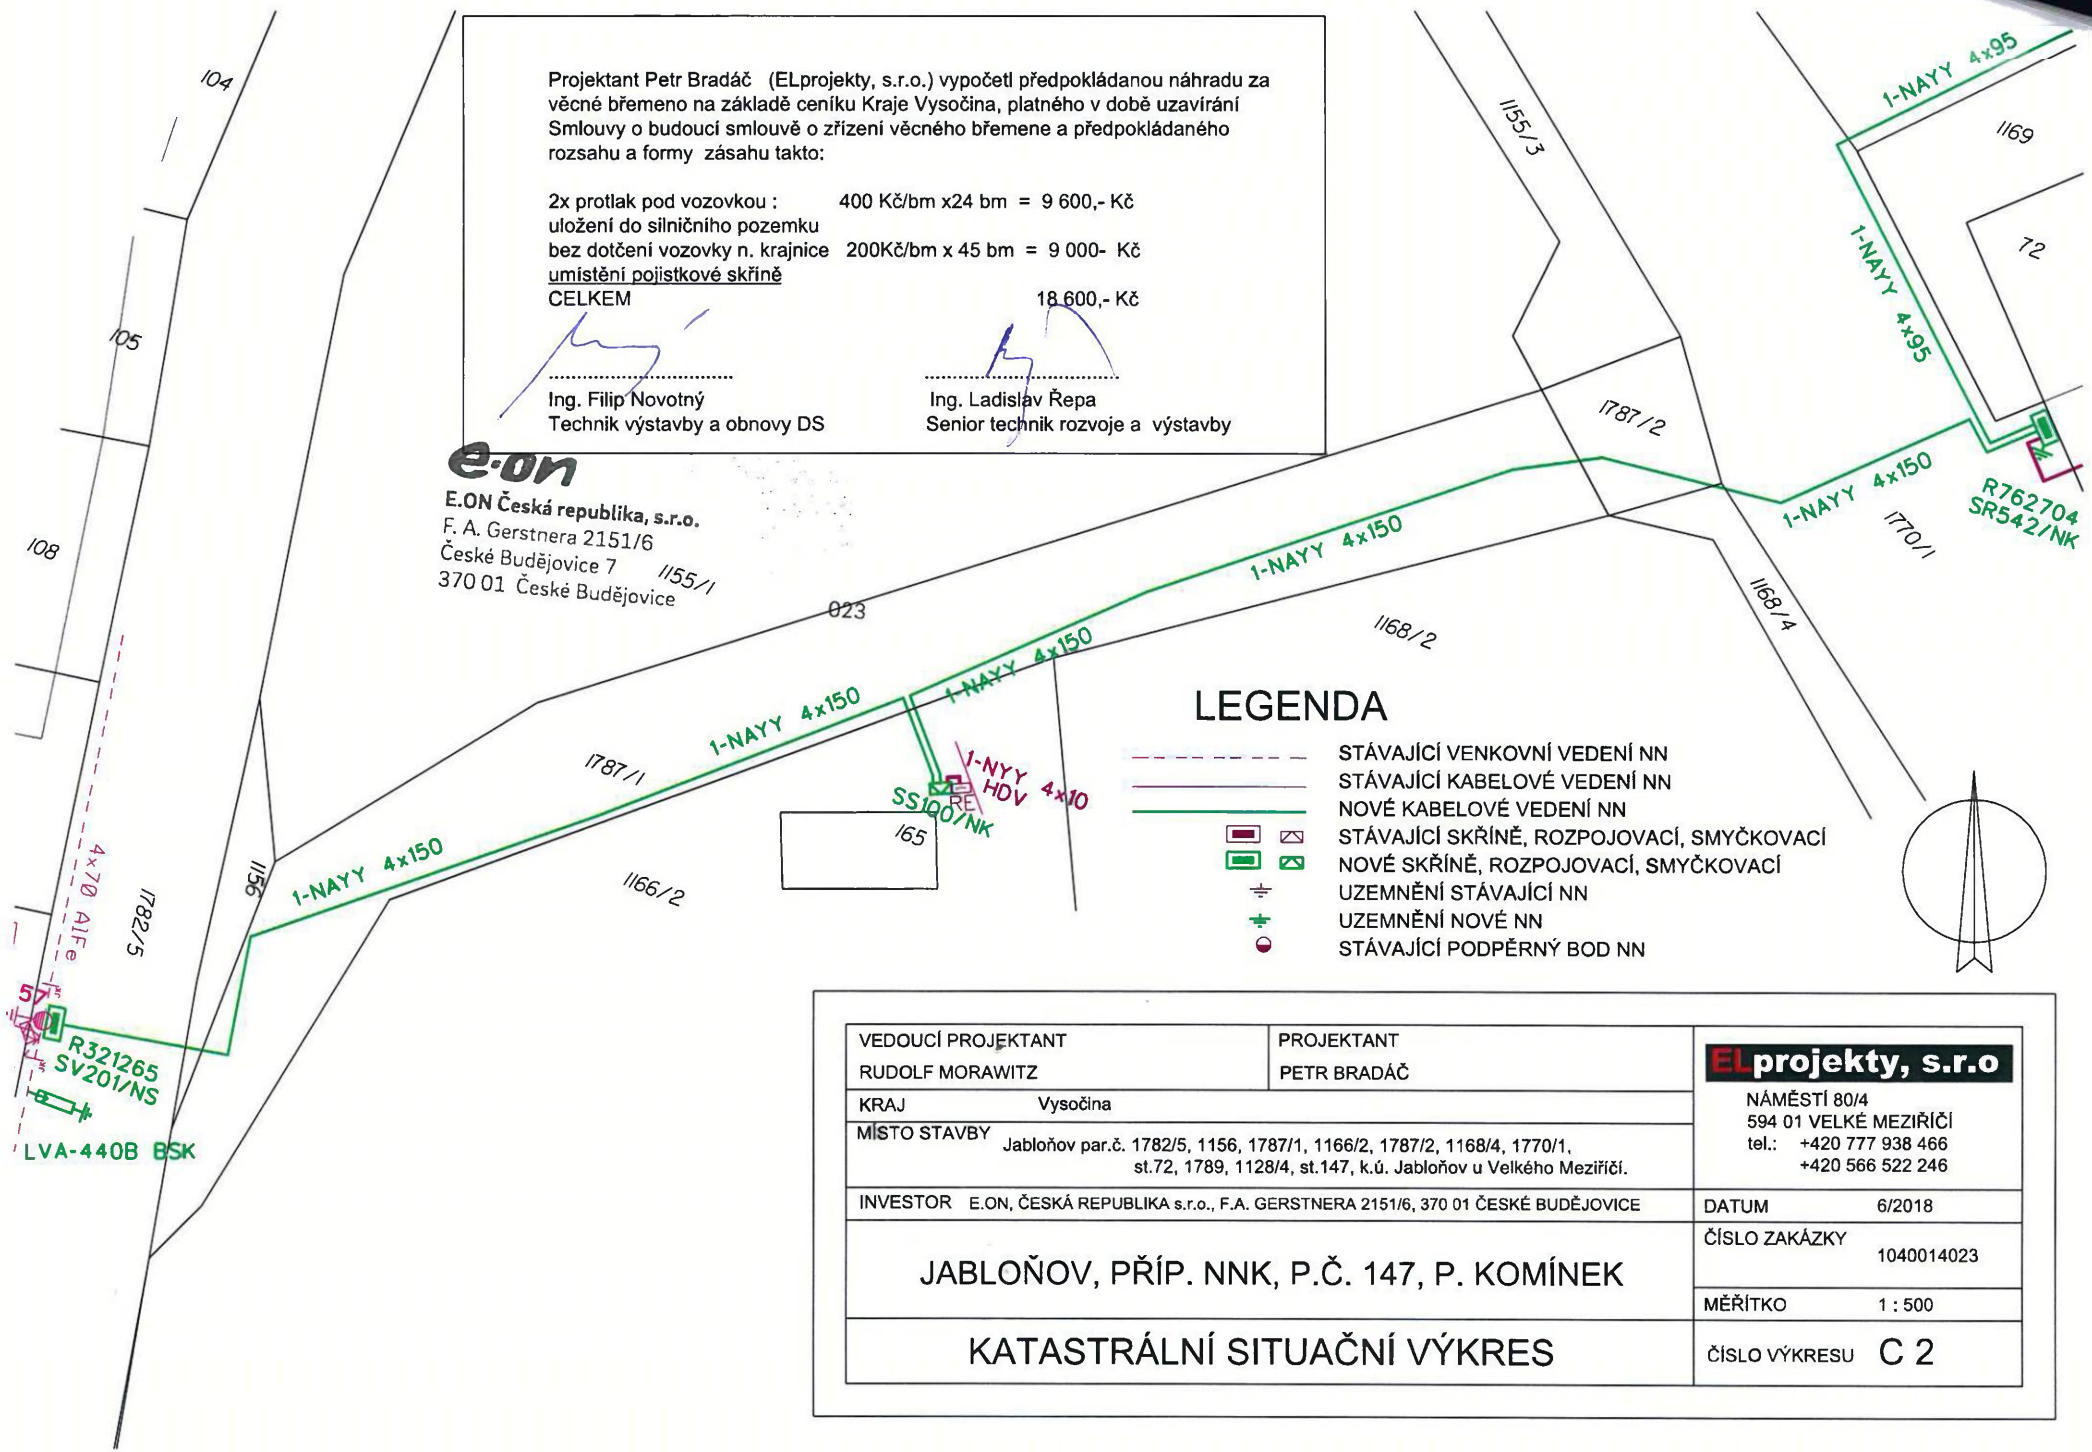 104
105
108
Projektant Petr Bradáč (ELprojekty, s.r.o.) vypočetl předpokládanou náhradu za
věcné břemeno na základě ceníku Kraje Vysočina, platného v době uzavírání
Smlouvy o budoucí smlouvě o zřízení věcného břemene a předpokládaného
rozsahu a formy zásahu takto:
2x protlak pod vozovkou : 400 Kč/bm x24 bm = 9 600,- Kč
uložení do silničního pozemku
bez dotčení vozovky n. krajnice 200Kč/bm x 45 bm = 9 000- Kč
umístění pojistkové skříně
CELKEM 18 600,- Kč
Ing. Filip Novotný
Technik výstavby a obnovy DS
Ing. Ladislav Řepa
Senior technik rozvoje a výstavby
e·on
E.ON Česká republika, s.r.o.
F. A. Gerstnera 2151/6
České Budějovice 7
370 01 České Budějovice
1155/1
023
1155/3
1-NAYY 4x95
1169
72
1-NAYY 4x95
1787/2
1-NAYY 4x150
R762704
SR542/NK
1770/1
1-NAYY 4x150
1168/4
1168/2
1-NAYY 4x150
1-NAYY 4x150
1787/1
1-NYY 4x10
HDV
RE
SS100/NK
165
1166/2
1-NAYY 4x150
1156
4x70 AlFe
1782/5
57
R321265
SV201/NS
LVA-440B BSK
LEGENDA
STÁVAJÍCÍ VENKOVNÍ VEDENÍ NN
STÁVAJÍCÍ KABELOVÉ VEDENÍ NN
NOVÉ KABELOVÉ VEDENÍ NN
STÁVAJÍCÍ SKŘÍNĚ, ROZPOJOVACÍ, SMYČKOVACÍ
NOVÉ SKŘÍNĚ, ROZPOJOVACÍ, SMYČKOVACÍ
UZEMNĚNÍ STÁVAJÍCÍ NN
UZEMNĚNÍ NOVÉ NN
STÁVAJÍCÍ PODPĚRNÝ BOD NN
VEDOUCÍ PROJEKTANT
RUDOLF MORAWITZ
PROJEKTANT
PETR BRADÁČ
KRAJ Vysočina
MÍSTO STAVBY Jabloňov par.č. 1782/5, 1156, 1787/1, 1166/2, 1787/2, 1168/4, 1770/1,
st.72, 1789, 1128/4, st.147, k.ú. Jabloňov u Velkého Meziříčí.
INVESTOR E.ON, ČESKÁ REPUBLIKA s.r.o., F.A. GERSTNERA 2151/6, 370 01 ČESKÉ BUDĚJOVICE
JABLOŇOV, PŘÍP. NNK, P.Č. 147, P. KOMÍNEK
KATASTRÁLNÍ SITUAČNÍ VÝKRES
ELprojekty, s.r.o
NÁMĚSTÍ 80/4
594 01 VELKÉ MEZIŘÍČÍ
tel.: +420 777 938 466
+420 566 522 246
DATUM 6/2018
ČÍSLO ZAKÁZKY
1040014023
MĚŘÍTKO 1 : 500
ČÍSLO VÝKRESU C 2